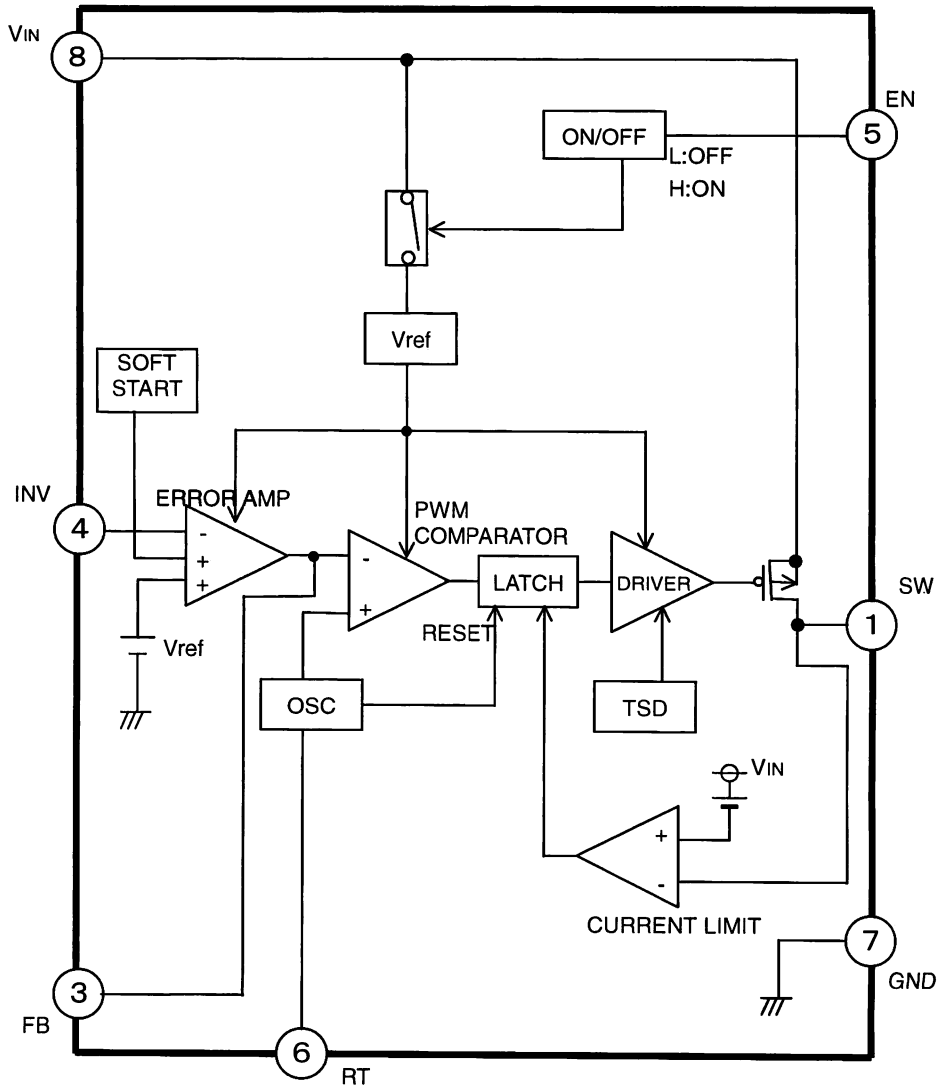 VIN
8
EN
5
ON/OFF
L:OFF
H:ON
Vref
SOFT
START
INV
4
ERROR AMP
-
+
+
PWM
COMPARATOR
-
+
LATCH
DRIVER
SW
1
RESET
Vref
OSC
TSD
VIN
+
-
CURRENT LIMIT
7
GND
3
FB
6
RT